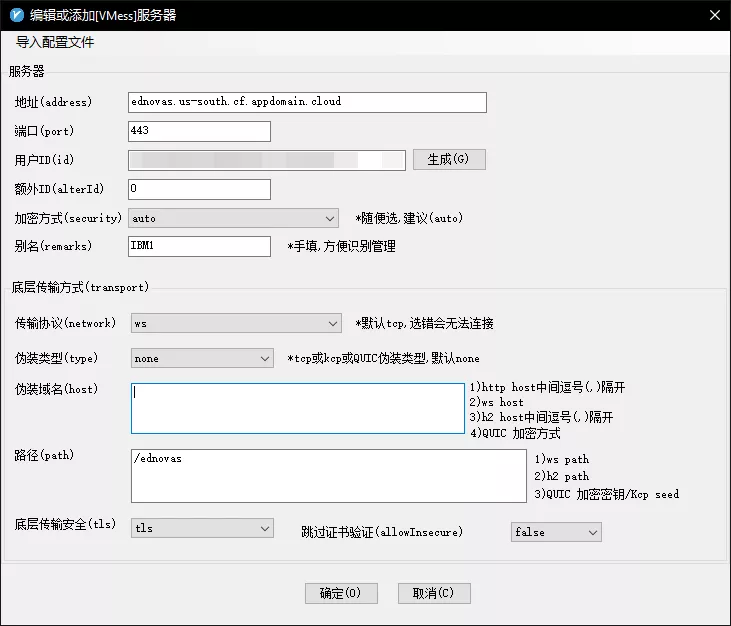 编辑或添加[VMess]服务器
导入配置文件
服务器
地址(address) ednovas.us-south.cf.appdomain.cloud
端口(port) 443
用户ID(id) 生成(G)
额外ID(alterId) 0
加密方式(security) auto *随便选,建议(auto)
别名(remarks) IBM1 *手填,方便识别管理
底层传输方式(transport)
传输协议(network) ws *默认tcp,选错会无法连接
伪装类型(type) none *tcp或kcp或QUIC伪装类型,默认none
伪装域名(host)
1)http host中间逗号(,)隔开
2)ws host
3)h2 host中间逗号(,)隔开
4)QUIC 加密方式
路径(path) /ednovas
1)ws path
2)h2 path
3)QUIC 加密密钥/Kcp seed
底层传输安全(tls) tls 跳过证书验证(allowInsecure) false
确定(O) 取消(C)